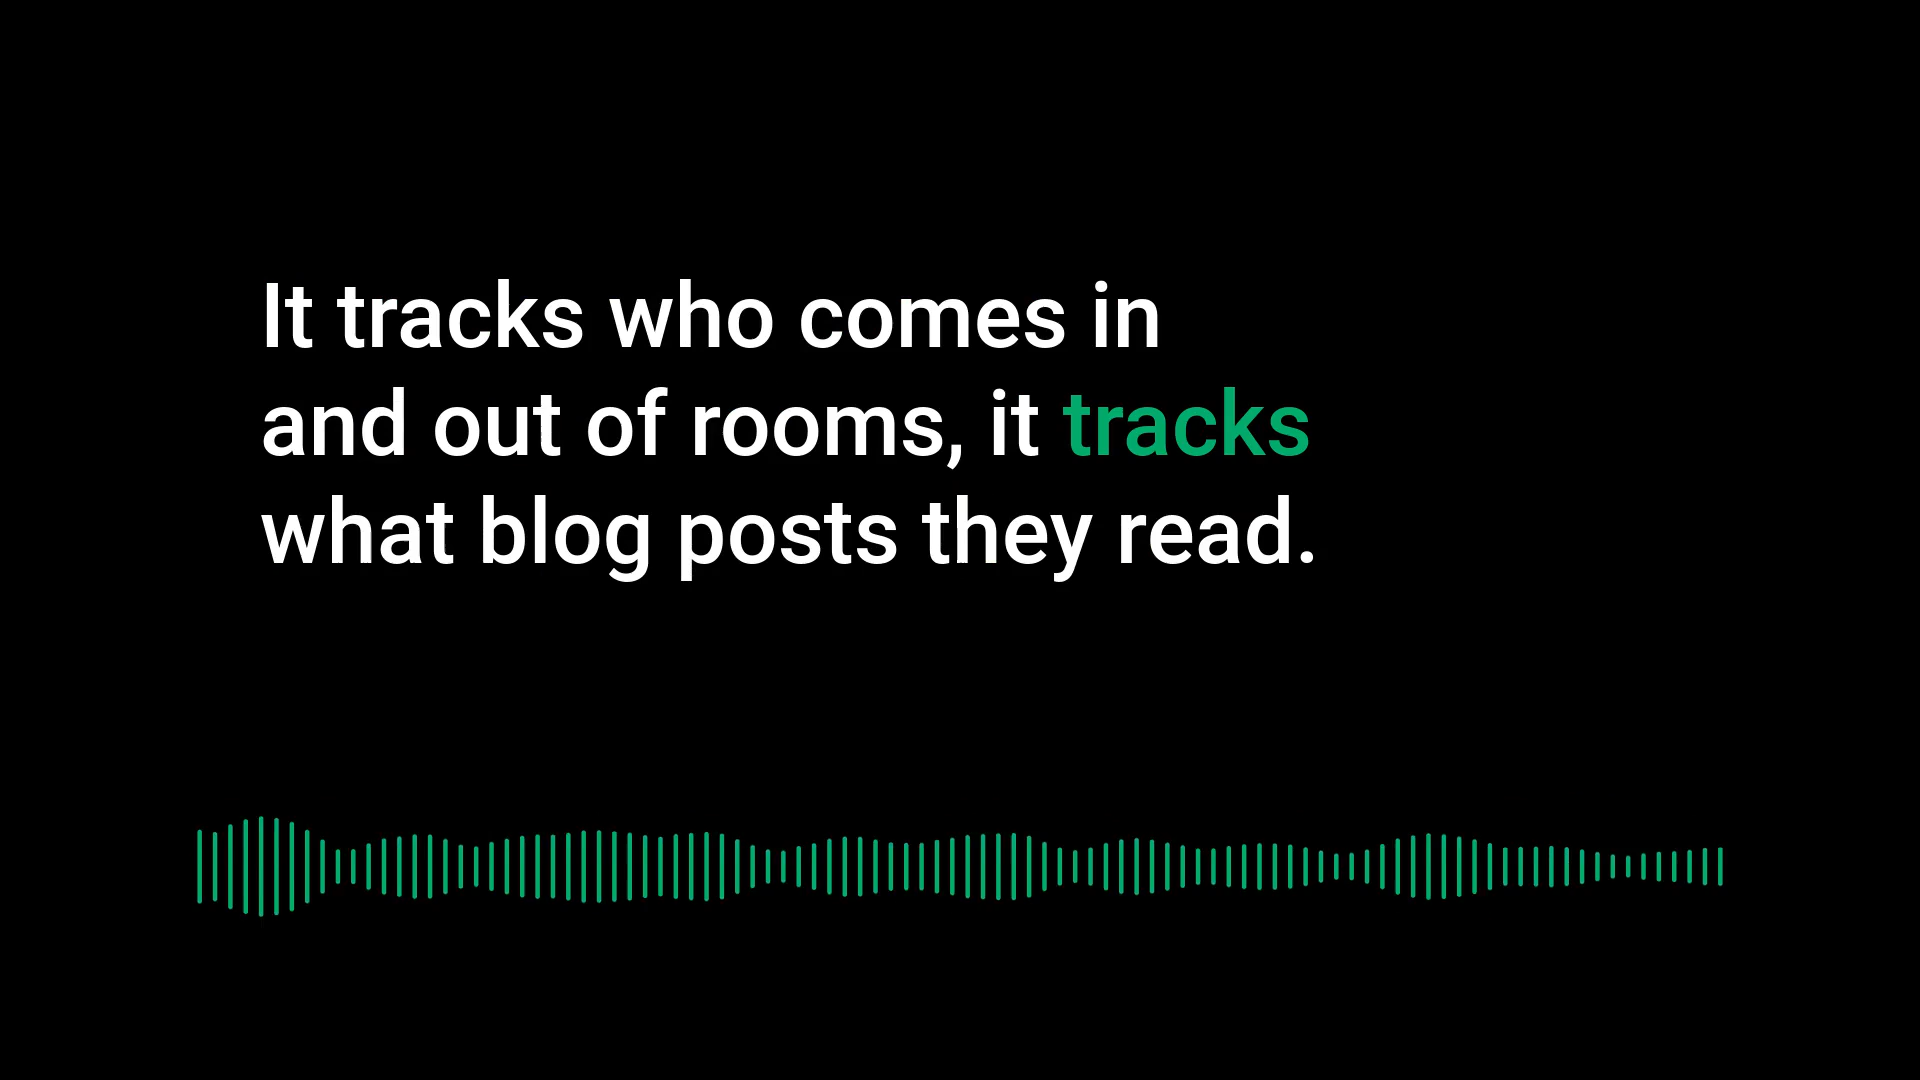 It tracks who comes in
and out of rooms, it tracks
what blog posts they read.